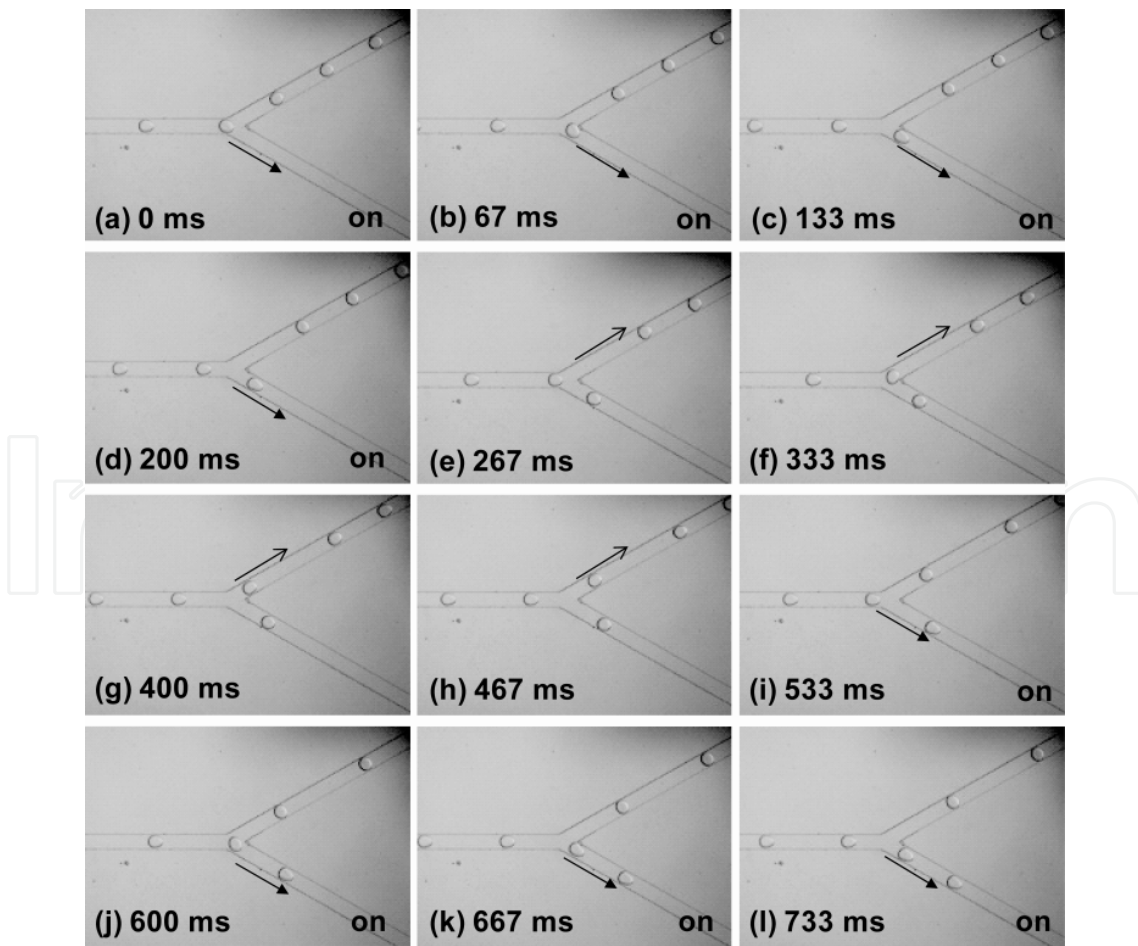 (a) 0 ms on
(b) 67 ms on
(c) 133 ms on
(d) 200 ms on
(e) 267 ms
(f) 333 ms
(g) 400 ms
(h) 467 ms
(i) 533 ms on
(j) 600 ms on
(k) 667 ms on
(l) 733 ms on